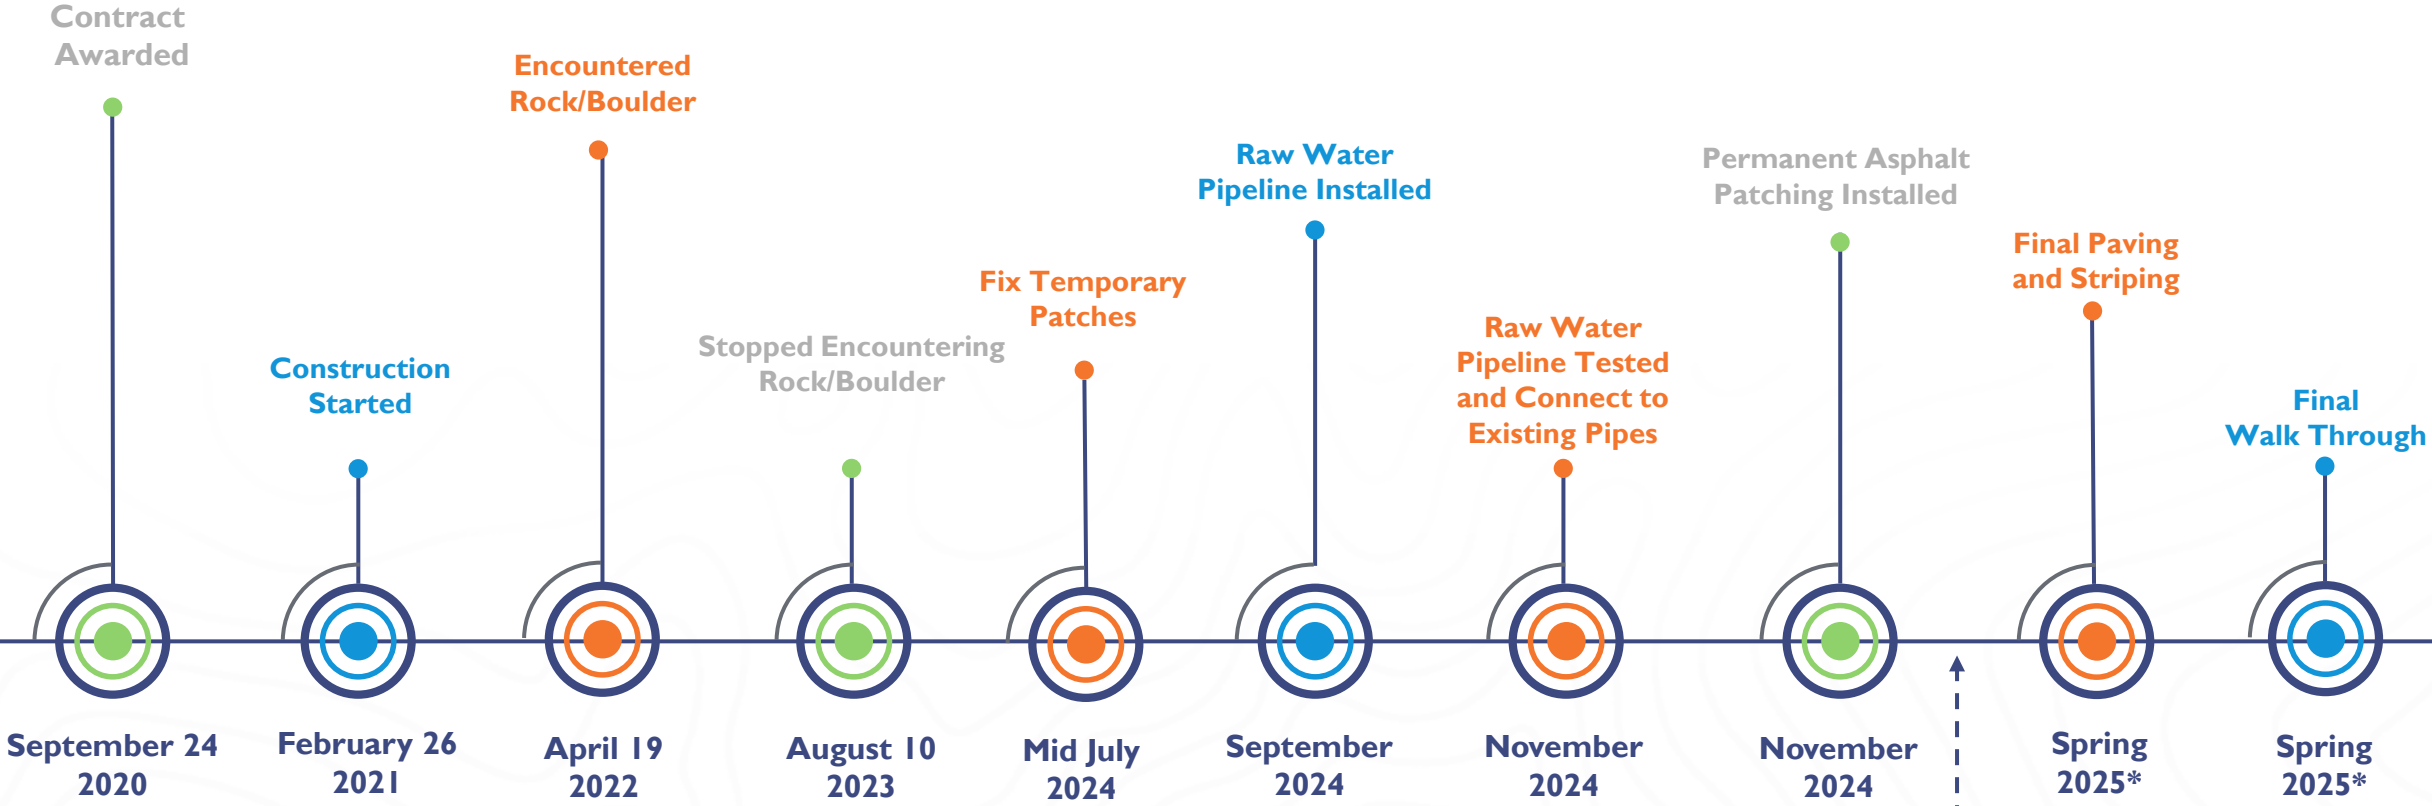 Contract
Awarded
September 24
2020
Construction
Started
February 26
2021
Encountered
Rock/Boulder
April 19
2022
Stopped Encountering
Rock/Boulder
August 10
2023
Fix Temporary
Patches
Mid July
2024
Raw Water
Pipeline Installed
September
2024
Raw Water
Pipeline Tested
and Connect to
Existing Pipes
November
2024
Permanent Asphalt
Patching Installed
November
2024
Final Paving
and Striping
Spring
2025*
Final
Walk Through
Spring
2025*